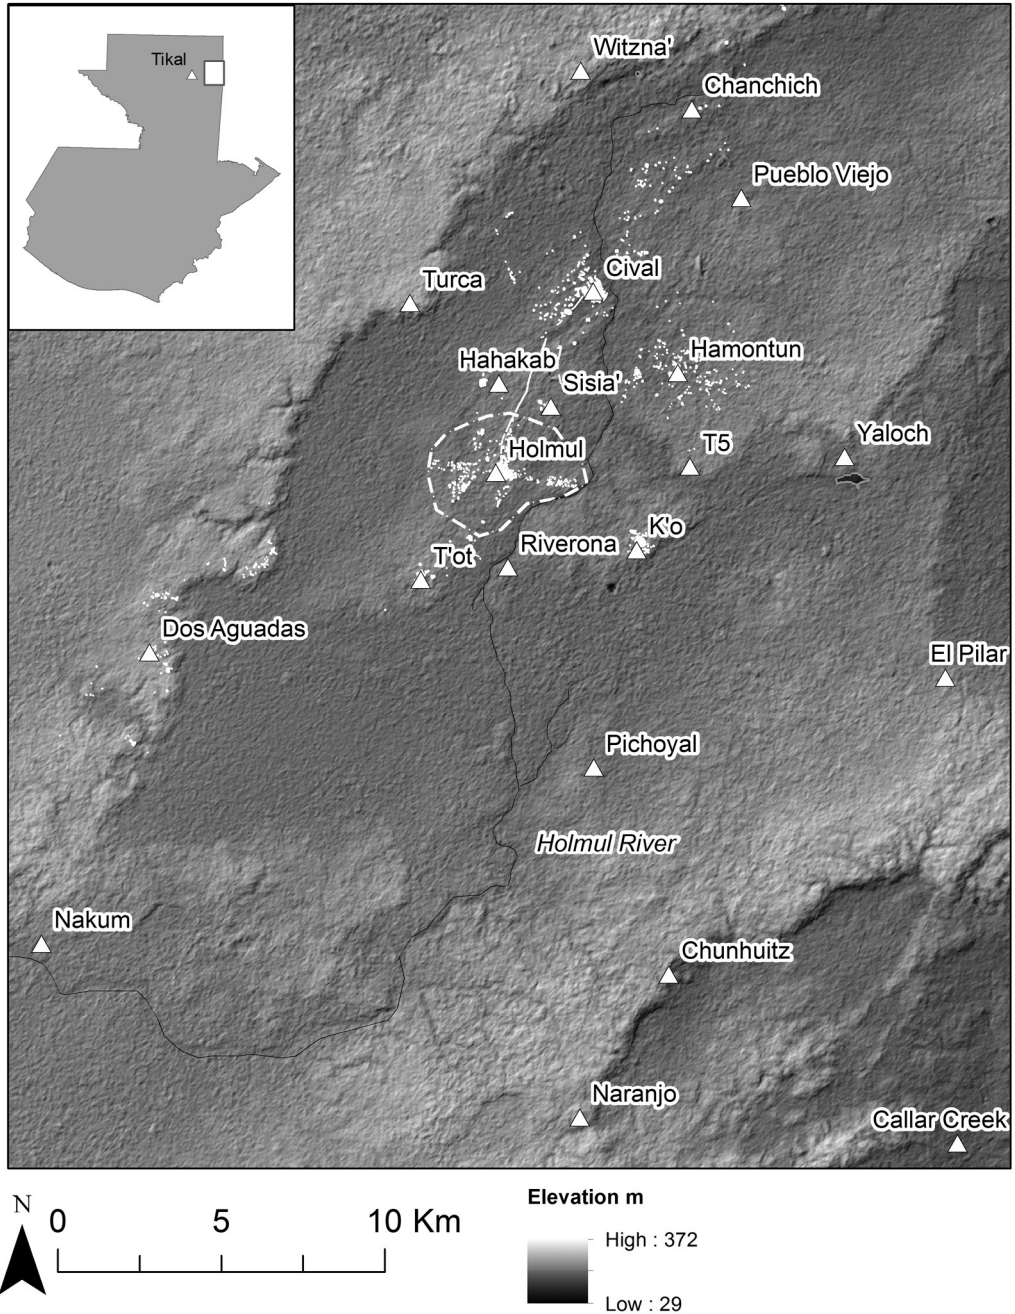 Tikal
Witzna'
Chanchich
Pueblo Viejo
Cival
Turca
Hamontun
Hahakab
Sisia'
Yaloch
Holmul
T5
K'o
Riverona
T'ot
Dos Aguadas
El Pilar
Pichoyal
Holmul River
Nakum
Chunhuitz
Naranjo
Callar Creek
N
0 5 10 Km
Elevation m
High : 372
Low : 29